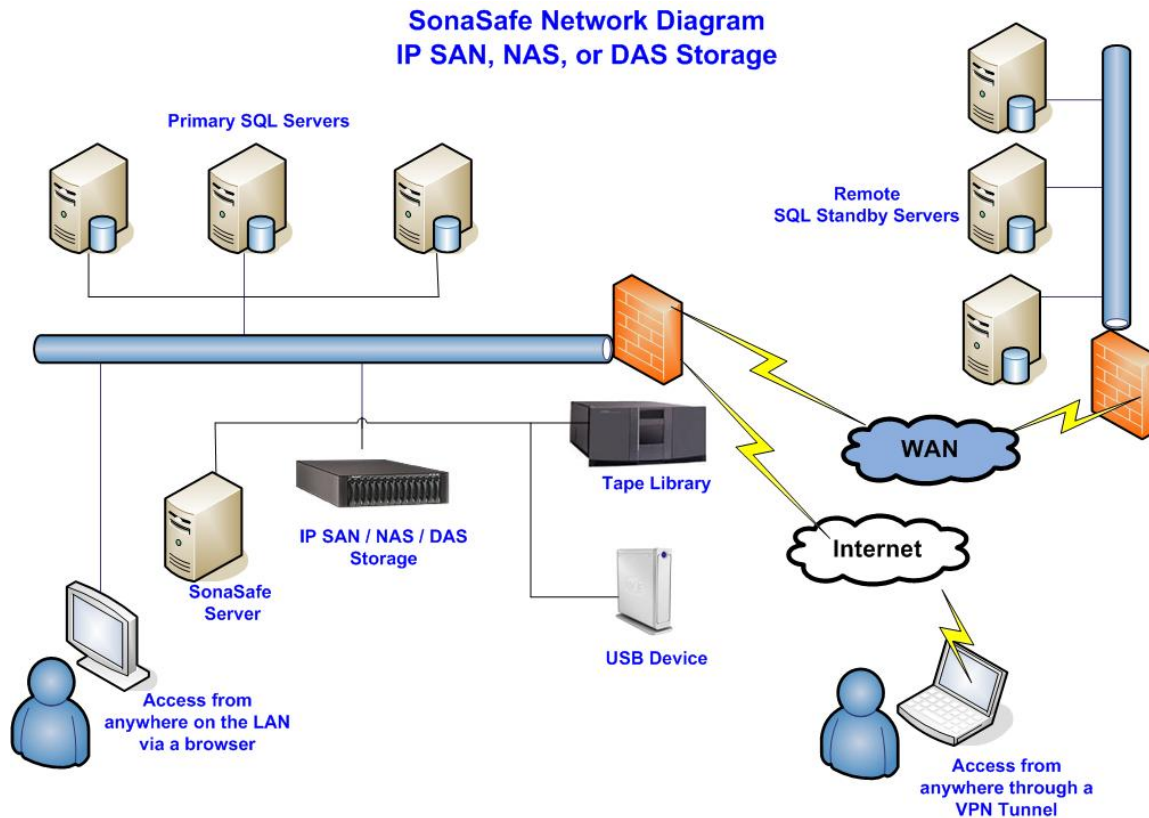 SonaSafe Network Diagram
IP SAN, NAS, or DAS Storage
Primary SQL Servers
Remote
SQL Standby Servers
WAN
Tape Library
IP SAN / NAS / DAS
Storage
Internet
SonaSafe
Server
USB Device
Access from
anywhere on the LAN
via a browser
Access from
anywhere through a
VPN Tunnel